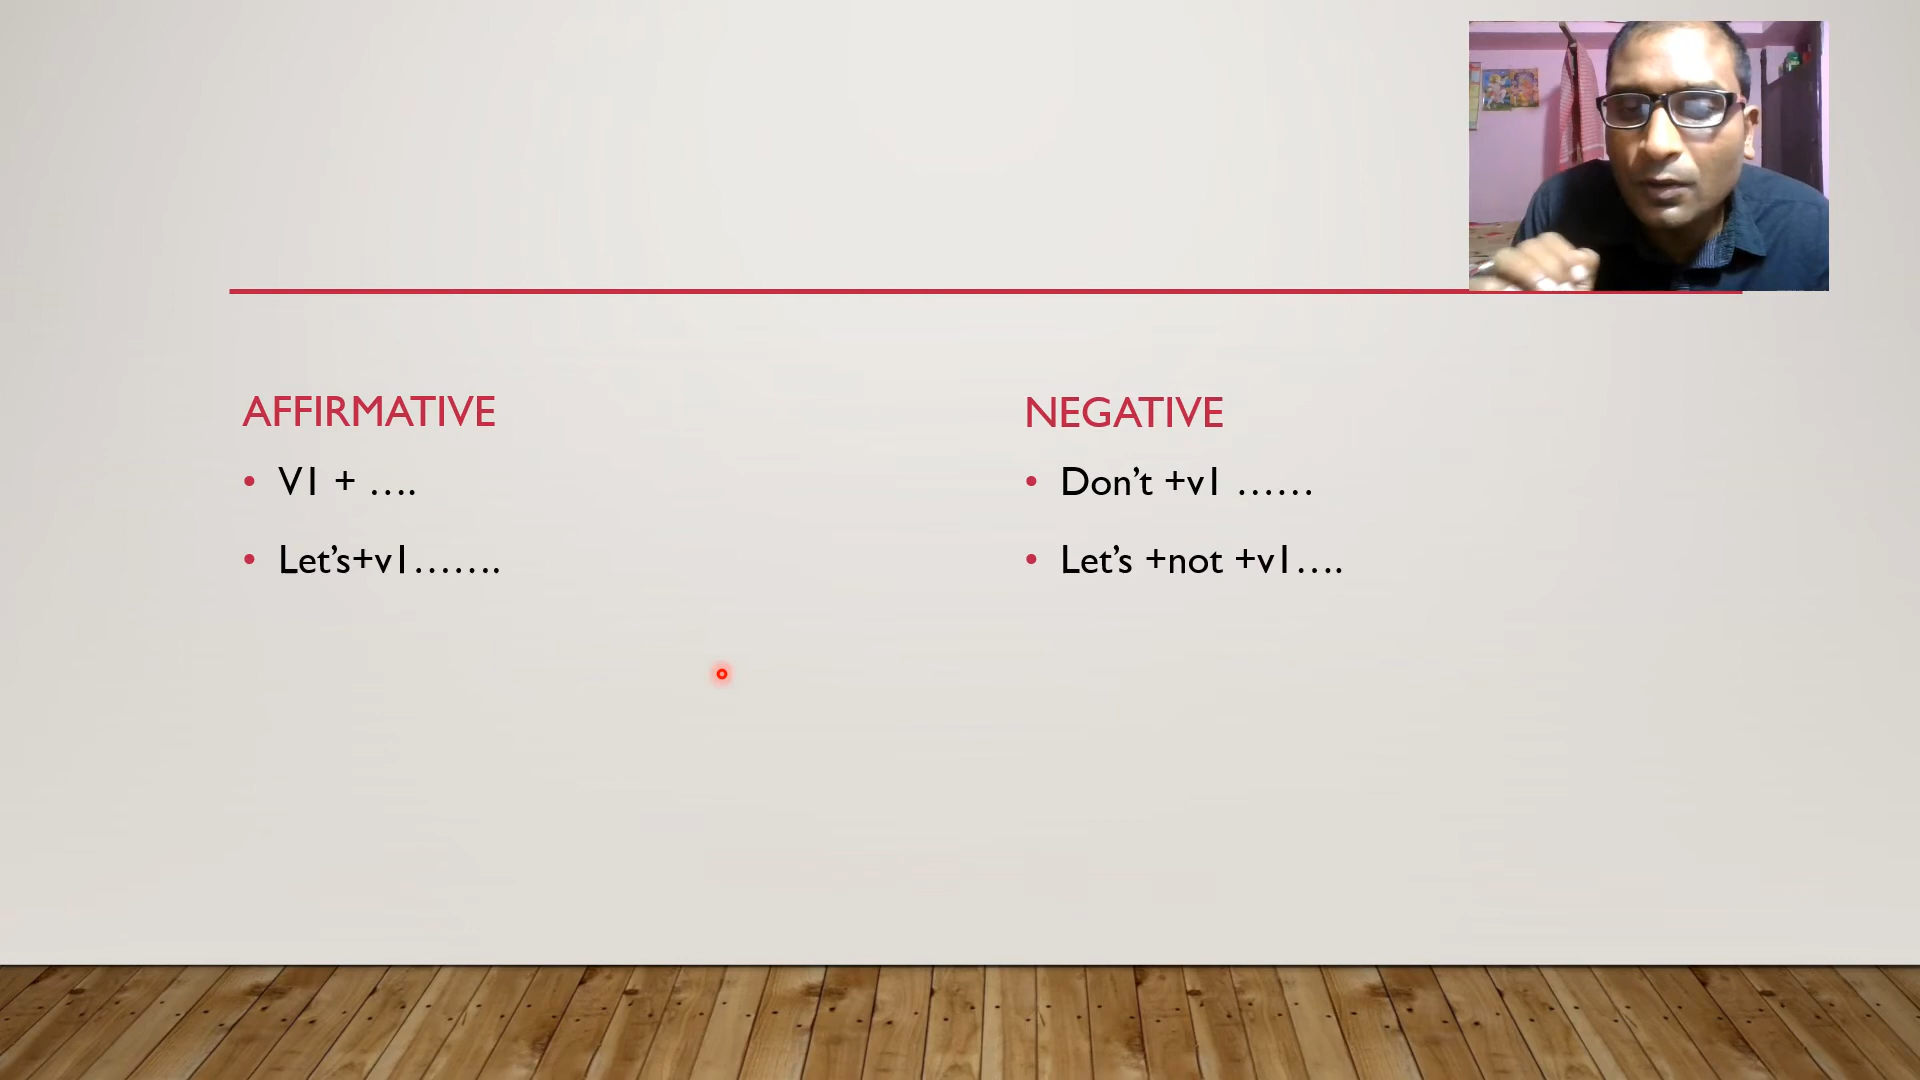 AFFIRMATIVE
• V1 + ….
• Let’s+v1…….
NEGATIVE
• Don’t +v1 ……
• Let’s +not +v1….